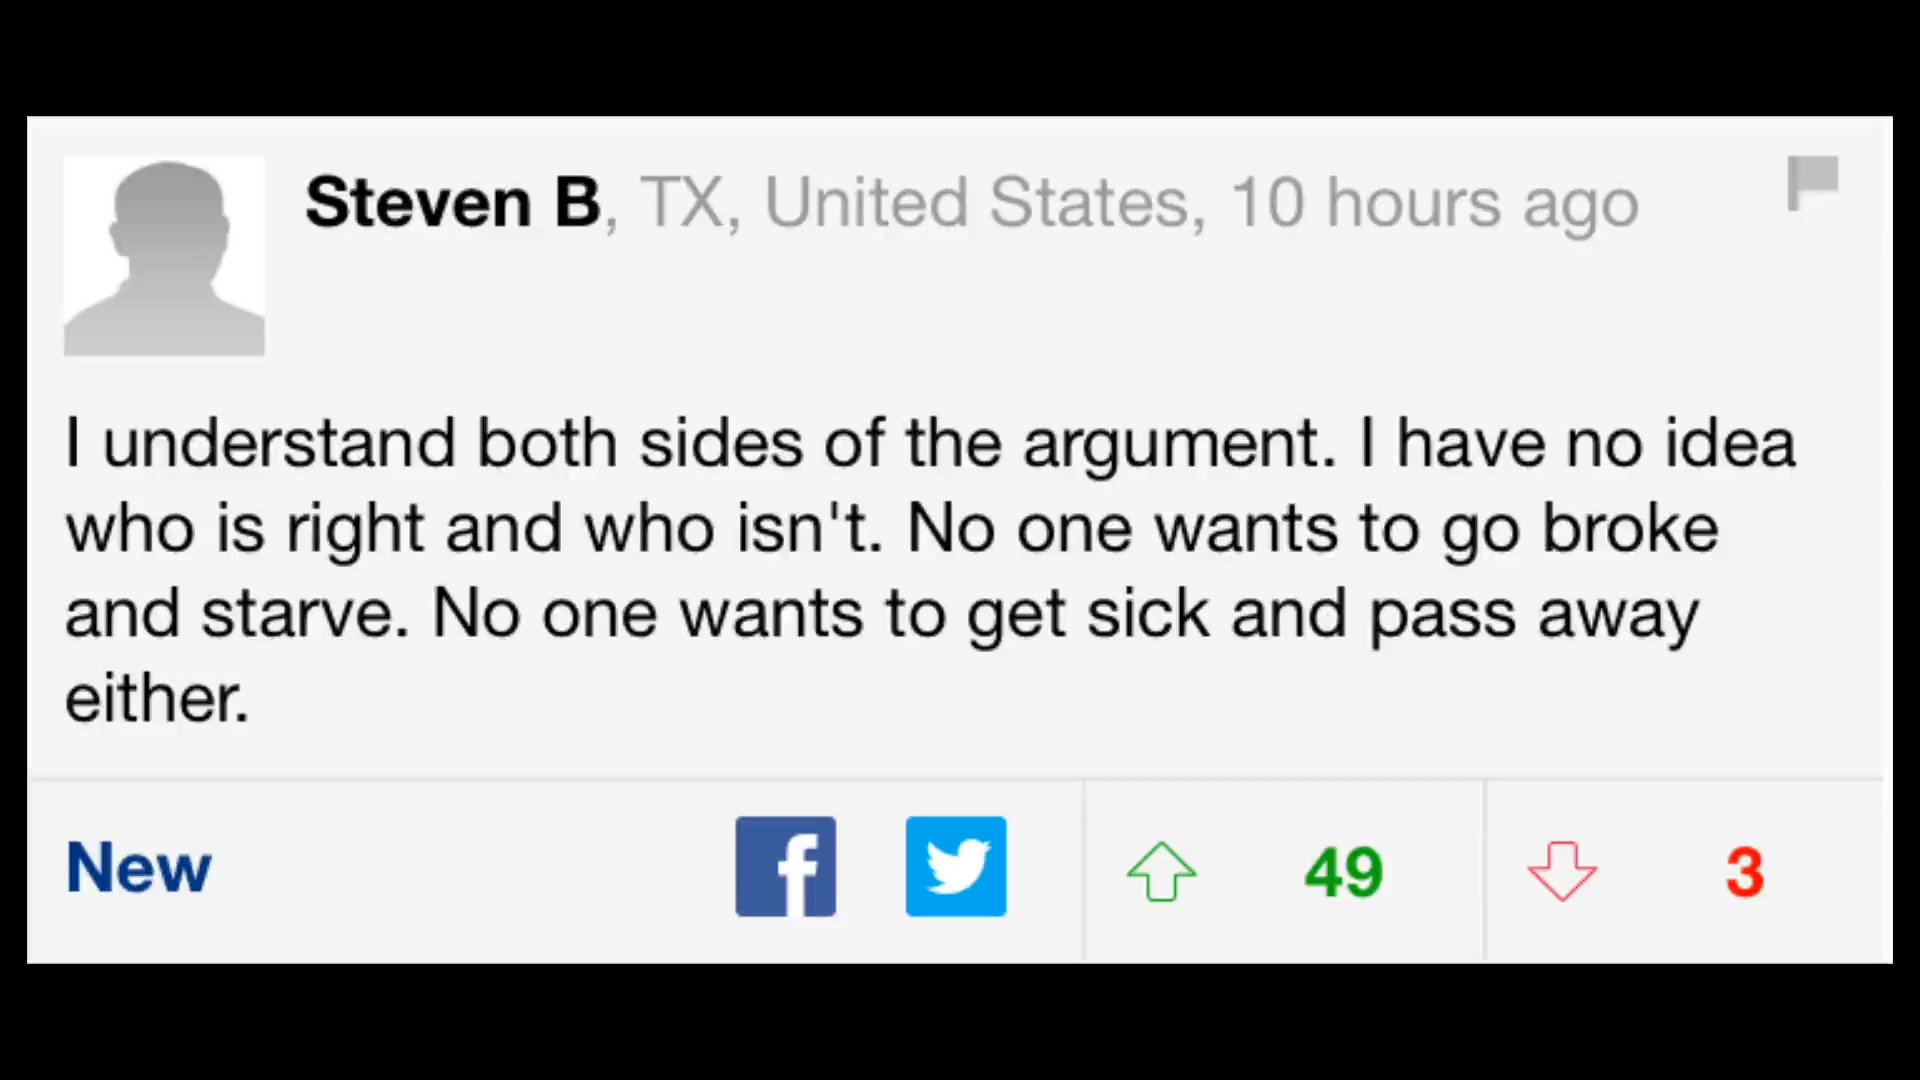 Steven B, TX, United States, 10 hours ago
I understand both sides of the argument. I have no idea
who is right and who isn't. No one wants to go broke
and starve. No one wants to get sick and pass away
either.
New f 49 3